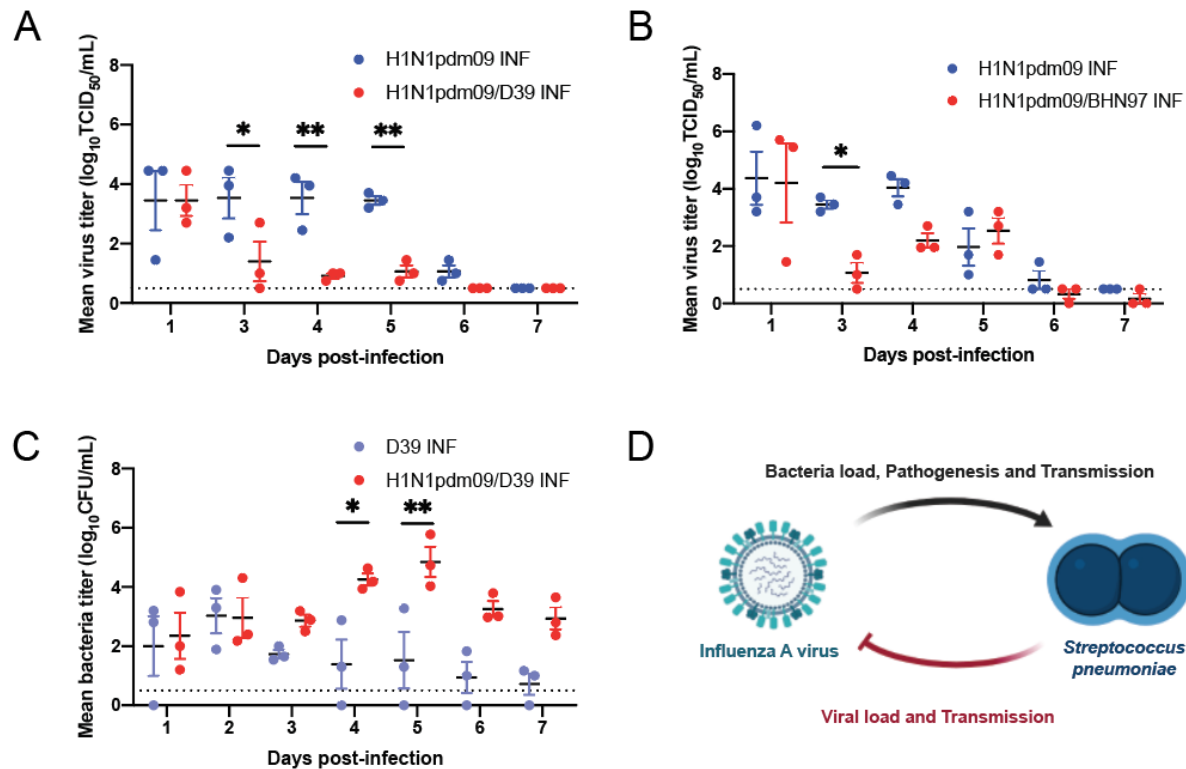 A
Mean virus titer (log₁₀TCID₅₀/mL)
H1N1pdm09 INF
H1N1pdm09/D39 INF
* ** **
8
6
4
2
0
1 3 4 5 6 7
Days post-infection
B
Mean virus titer (log₁₀TCID₅₀/mL)
H1N1pdm09 INF
H1N1pdm09/BHN97 INF
*
8
6
4
2
0
1 3 4 5 6 7
Days post-infection
C
Mean bacteria titer (log₁₀CFU/mL)
D39 INF
H1N1pdm09/D39 INF
* **
8
6
4
2
0
1 2 3 4 5 6 7
Days post-infection
D
Bacteria load, Pathogenesis and Transmission
Influenza A virus
Streptococcus
pneumoniae
Viral load and Transmission